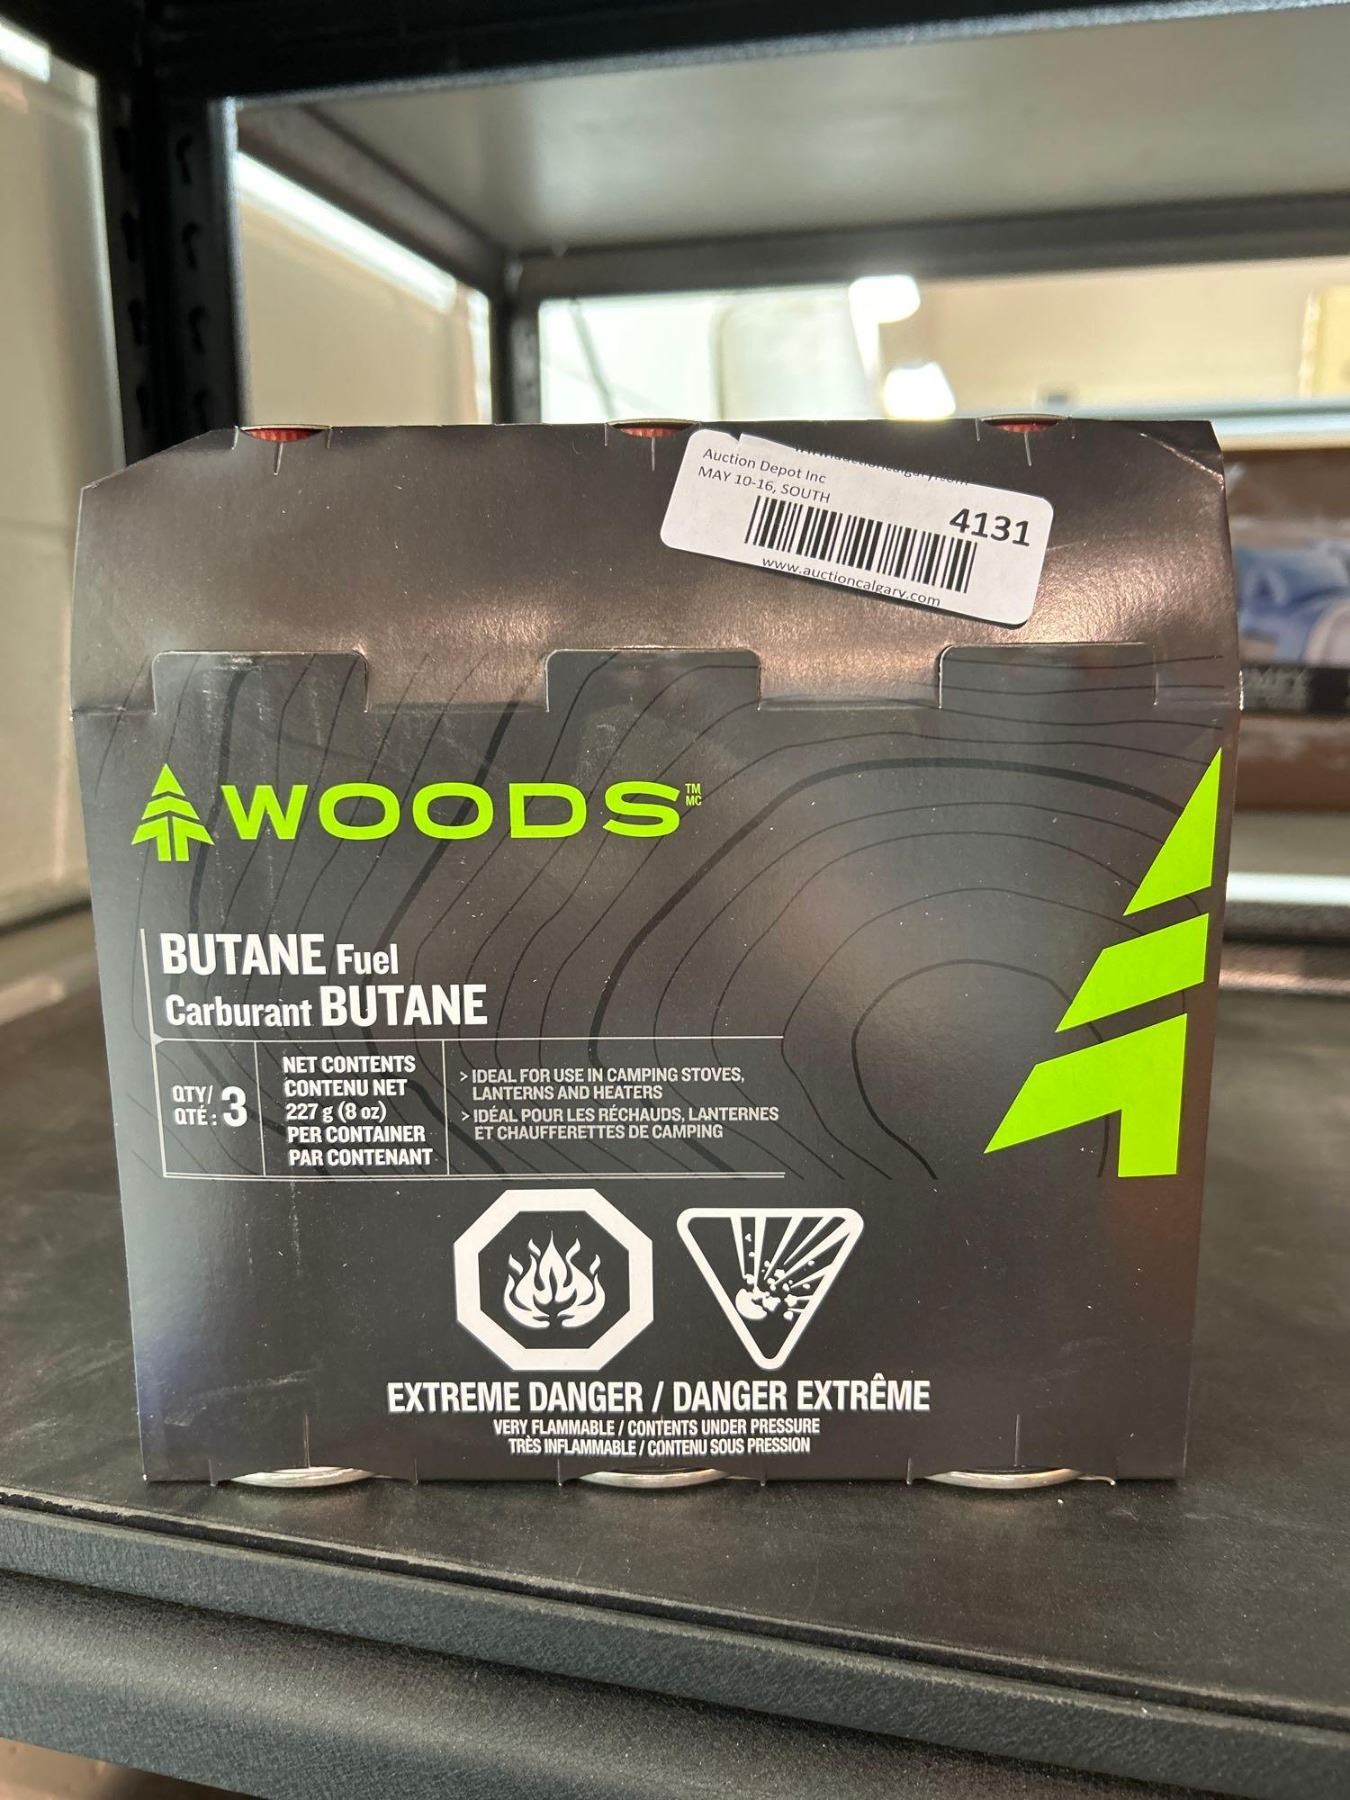 Auction Depot Inc
MAY 10-16, SOUTH
4131
www.auctioncalgary.com
WOODS
TM
MC
BUTANE Fuel
Carburant BUTANE
QTY/
QTÉ : 3
NET CONTENTS
CONTENU NET
227 g (8 oz)
PER CONTAINER
PAR CONTENANT
> IDEAL FOR USE IN CAMPING STOVES,
LANTERNS AND HEATERS
> IDÉAL POUR LES RÉCHAUDS, LANTERNES
ET CHAUFFERETTES DE CAMPING
EXTREME DANGER / DANGER EXTRÊME
VERY FLAMMABLE / CONTENTS UNDER PRESSURE
TRÈS INFLAMMABLE / CONTENU SOUS PRESSION